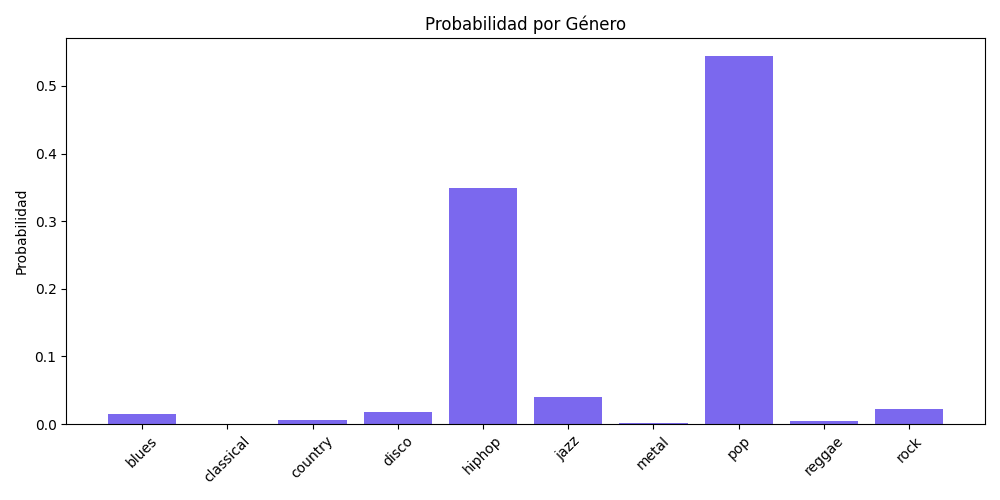 Probabilidad por Género
Probabilidad
0.5
0.4
0.3
0.2
0.1
0.0
blues
classical
country
disco
hiphop
jazz
metal
pop
reggae
rock